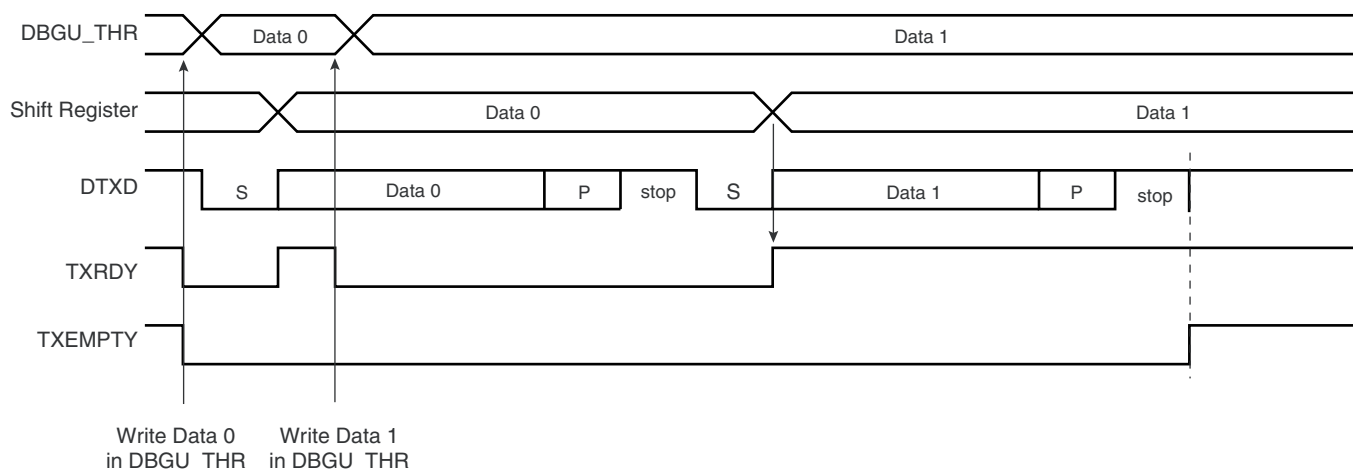 DBGU_THR
Data 0
Data 1
Shift Register
Data 0
Data 1
DTXD
S
Data 0
P
stop
S
Data 1
P
stop
TXRDY
TXEMPTY
Write Data 0
in DBGU_THR
Write Data 1
in DBGU_THR